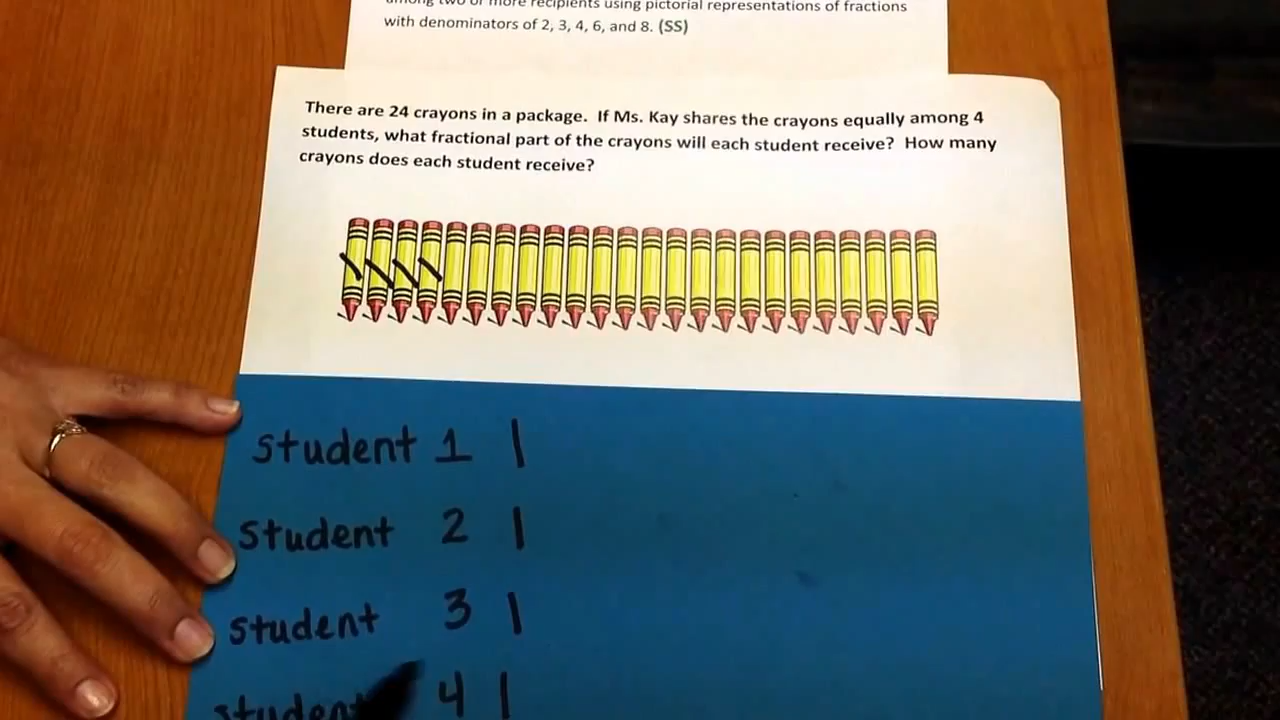 among two or more recipients using pictorial representations of fractions
with denominators of 2, 3, 4, 6, and 8. (SS)
There are 24 crayons in a package. If Ms. Kay shares the crayons equally among 4
students, what fractional part of the crayons will each student receive? How many
crayons does each student receive?
Student 1 |
Student 2 |
Student 3 |
Student 4 |